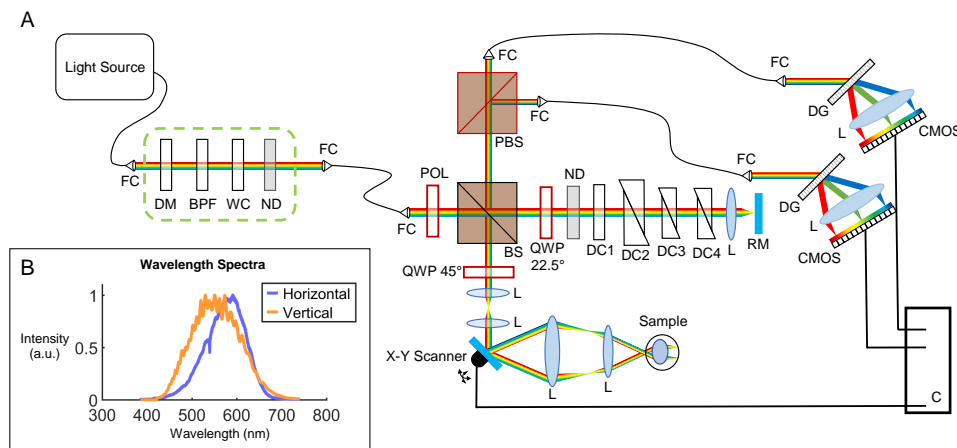 A
Light Source
FC
DM
BPF
WC
ND
FC
FC
POL
FC
PBS
FC
BS
QWP
22.5°
ND
DC1
DC2
DC3
DC4
L
RM
QWP 45°
L
L
X-Y Scanner
L
L
Sample
FC
DG
L
CMOS
FC
DG
L
CMOS
C
B
Wavelength Spectra
Horizontal
Vertical
Intensity
(a.u.)
1
0.5
0
300 400 500 600 700 800
Wavelength (nm)